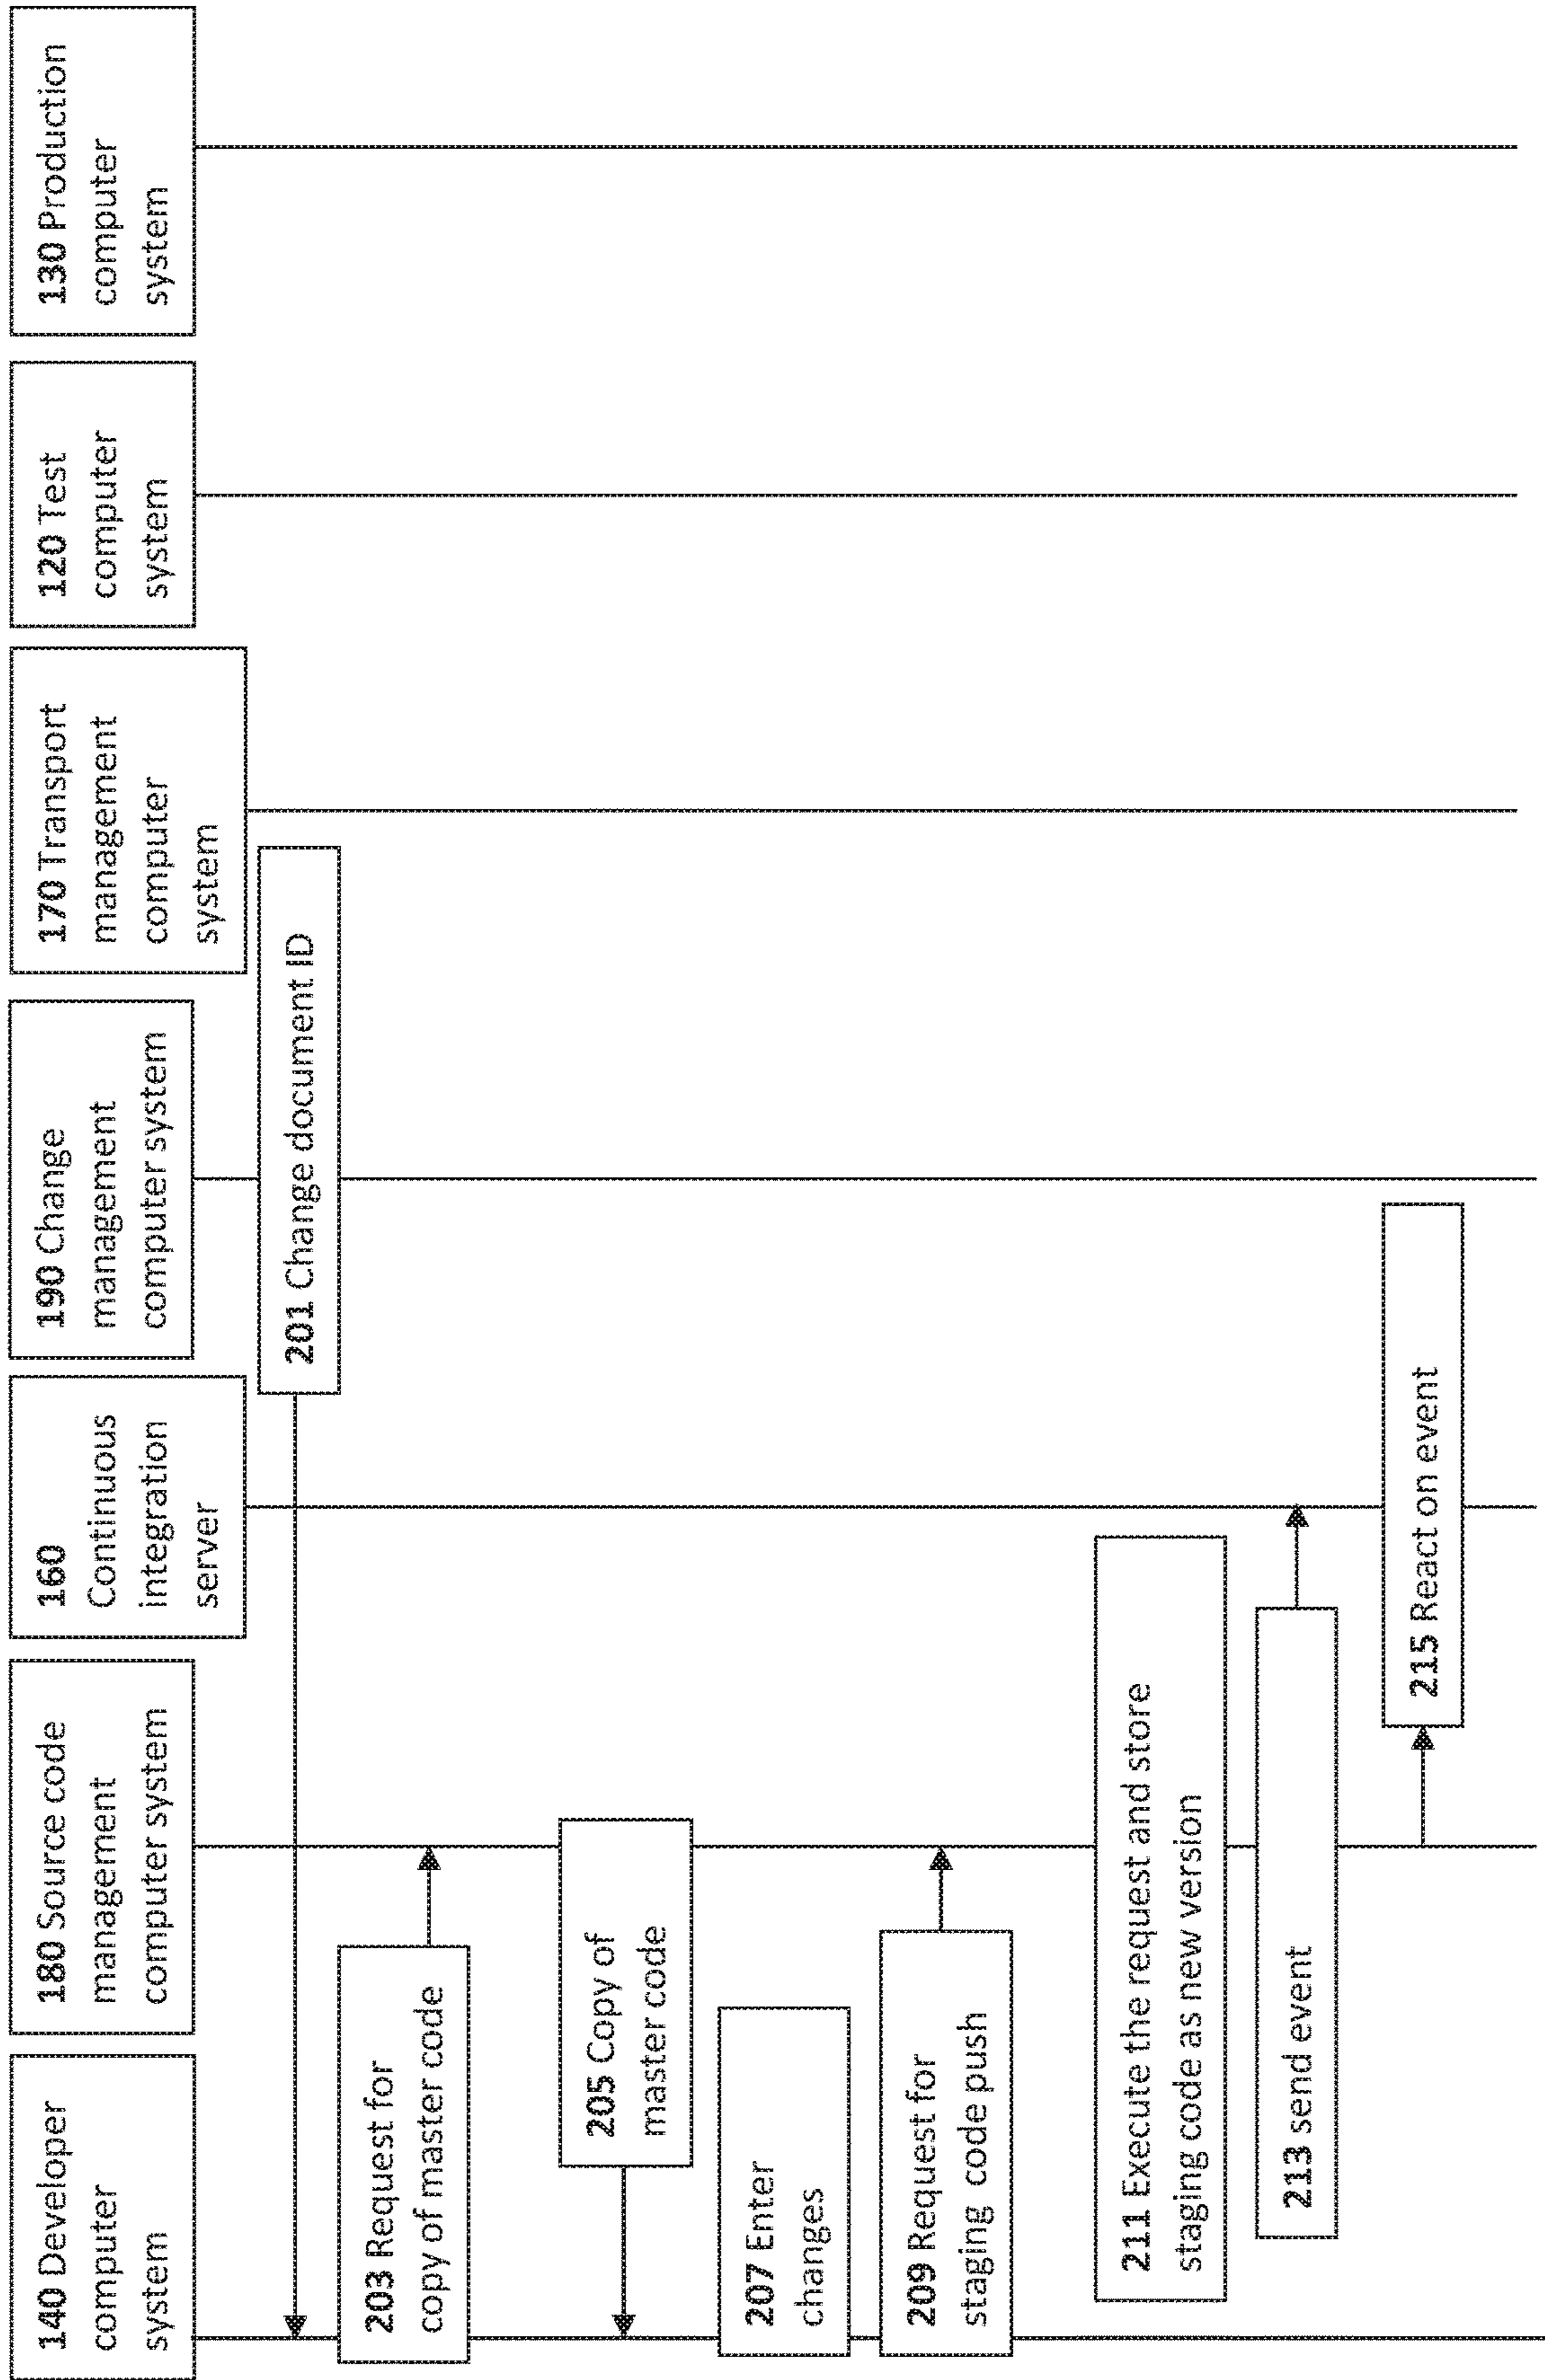 140 Developer
computer
system
180 Source code
management
computer system
160
Continuous
integration
server
190 Change
management
computer system
170 Transport
management
computer
system
120 Test
computer
system
130 Production
computer
system
201 Change document ID
203 Request for
copy of master code
205 Copy of
master code
207 Enter
changes
209 Request for
staging code push
211 Execute the request and store
staging code as new version
213 send event
215 React on event